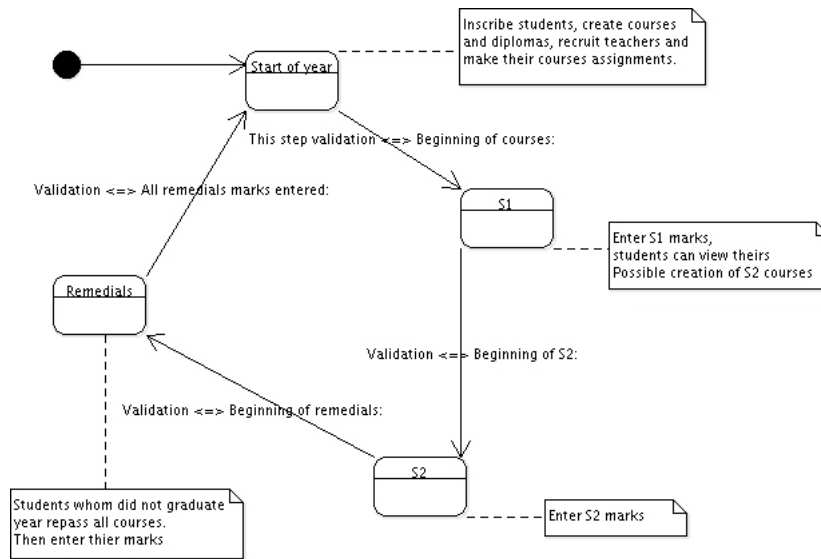 Inscribe students, create courses
and diplomas, recruit teachers and
make their courses assignments.
Start of year
This step validation <=> Beginning of courses:
Validation <=> All remedials marks entered:
S1
Enter S1 marks,
students can view theirs
Possible creation of S2 courses
Remedials
Validation <=> Beginning of S2:
Validation <=> Beginning of remedials:
S2
Students whom did not graduate
year repass all courses.
Then enter thier marks
Enter S2 marks